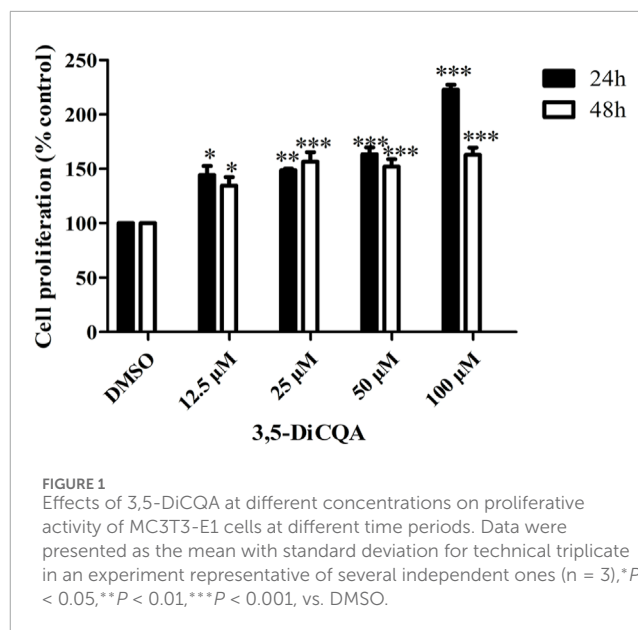 Cell proliferation (% control)
250
200
150
100
50
0
* * ** *** *** *** *** ***
24h
48h
DMSO
12.5 µM
25 µM
50 µM
100 µM
3,5-DiCQA
FIGURE 1
Effects of 3,5-DiCQA at different concentrations on proliferative
activity of MC3T3-E1 cells at different time periods. Data were
presented as the mean with standard deviation for technical triplicate
in an experiment representative of several independent ones (n = 3),*P
< 0.05,**P < 0.01,***P < 0.001, vs. DMSO.